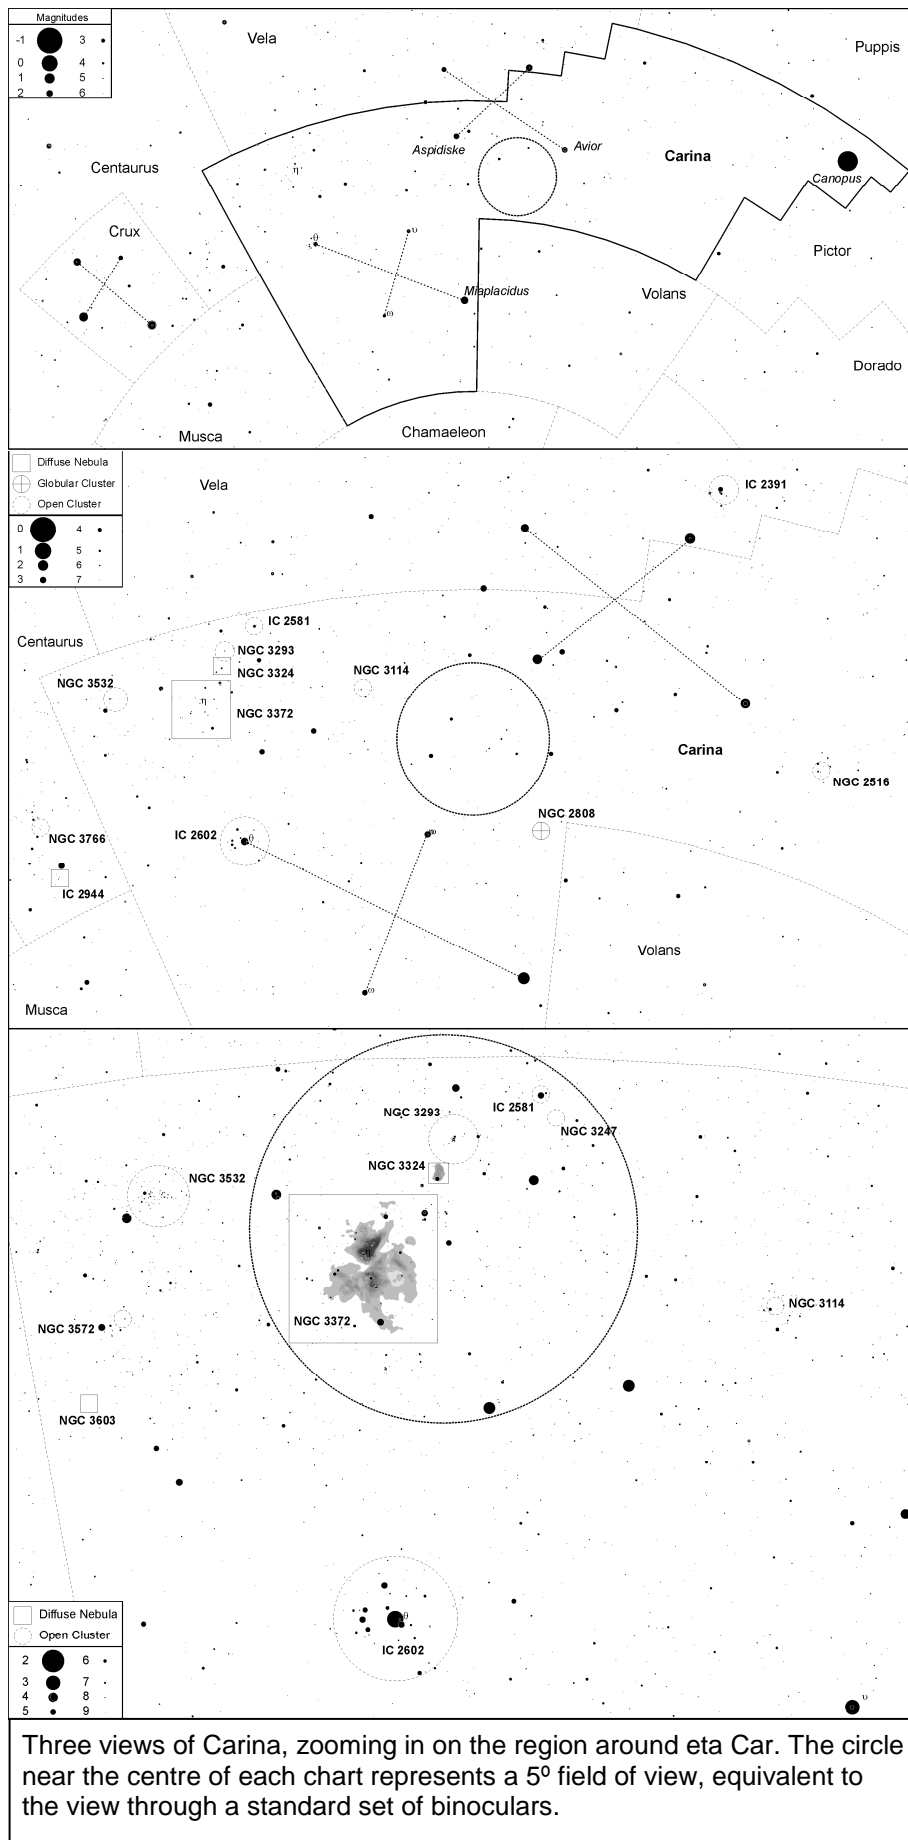 Magnitudes
-1 3
0 4
1 5
2 6
Vela
Puppis
Centaurus
Aspidiske
Avior
Carina
Canopus
η
Crux
θ
υ
Pictor
Miaplacidus
Volans
ω
Dorado
Musca
Chamaeleon
Diffuse Nebula
Globular Cluster
Open Cluster
0 4
1 5
2 6
3 7
Vela
IC 2391
Centaurus
IC 2581
NGC 3293
NGC 3324
NGC 3114
NGC 3532
η
NGC 3372
Carina
NGC 2516
NGC 2808
NGC 3766
IC 2602
θ
IC 2944
Volans
ω
Musca
NGC 3293
IC 2581
NGC 3247
NGC 3324
NGC 3532
η
NGC 3114
NGC 3372
NGC 3572
NGC 3603
Diffuse Nebula
Open Cluster
θ
IC 2602
2 6
3 7
4 8
5 9
υ
Three views of Carina, zooming in on the region around eta Car. The circle
near the centre of each chart represents a 5º field of view, equivalent to
the view through a standard set of binoculars.